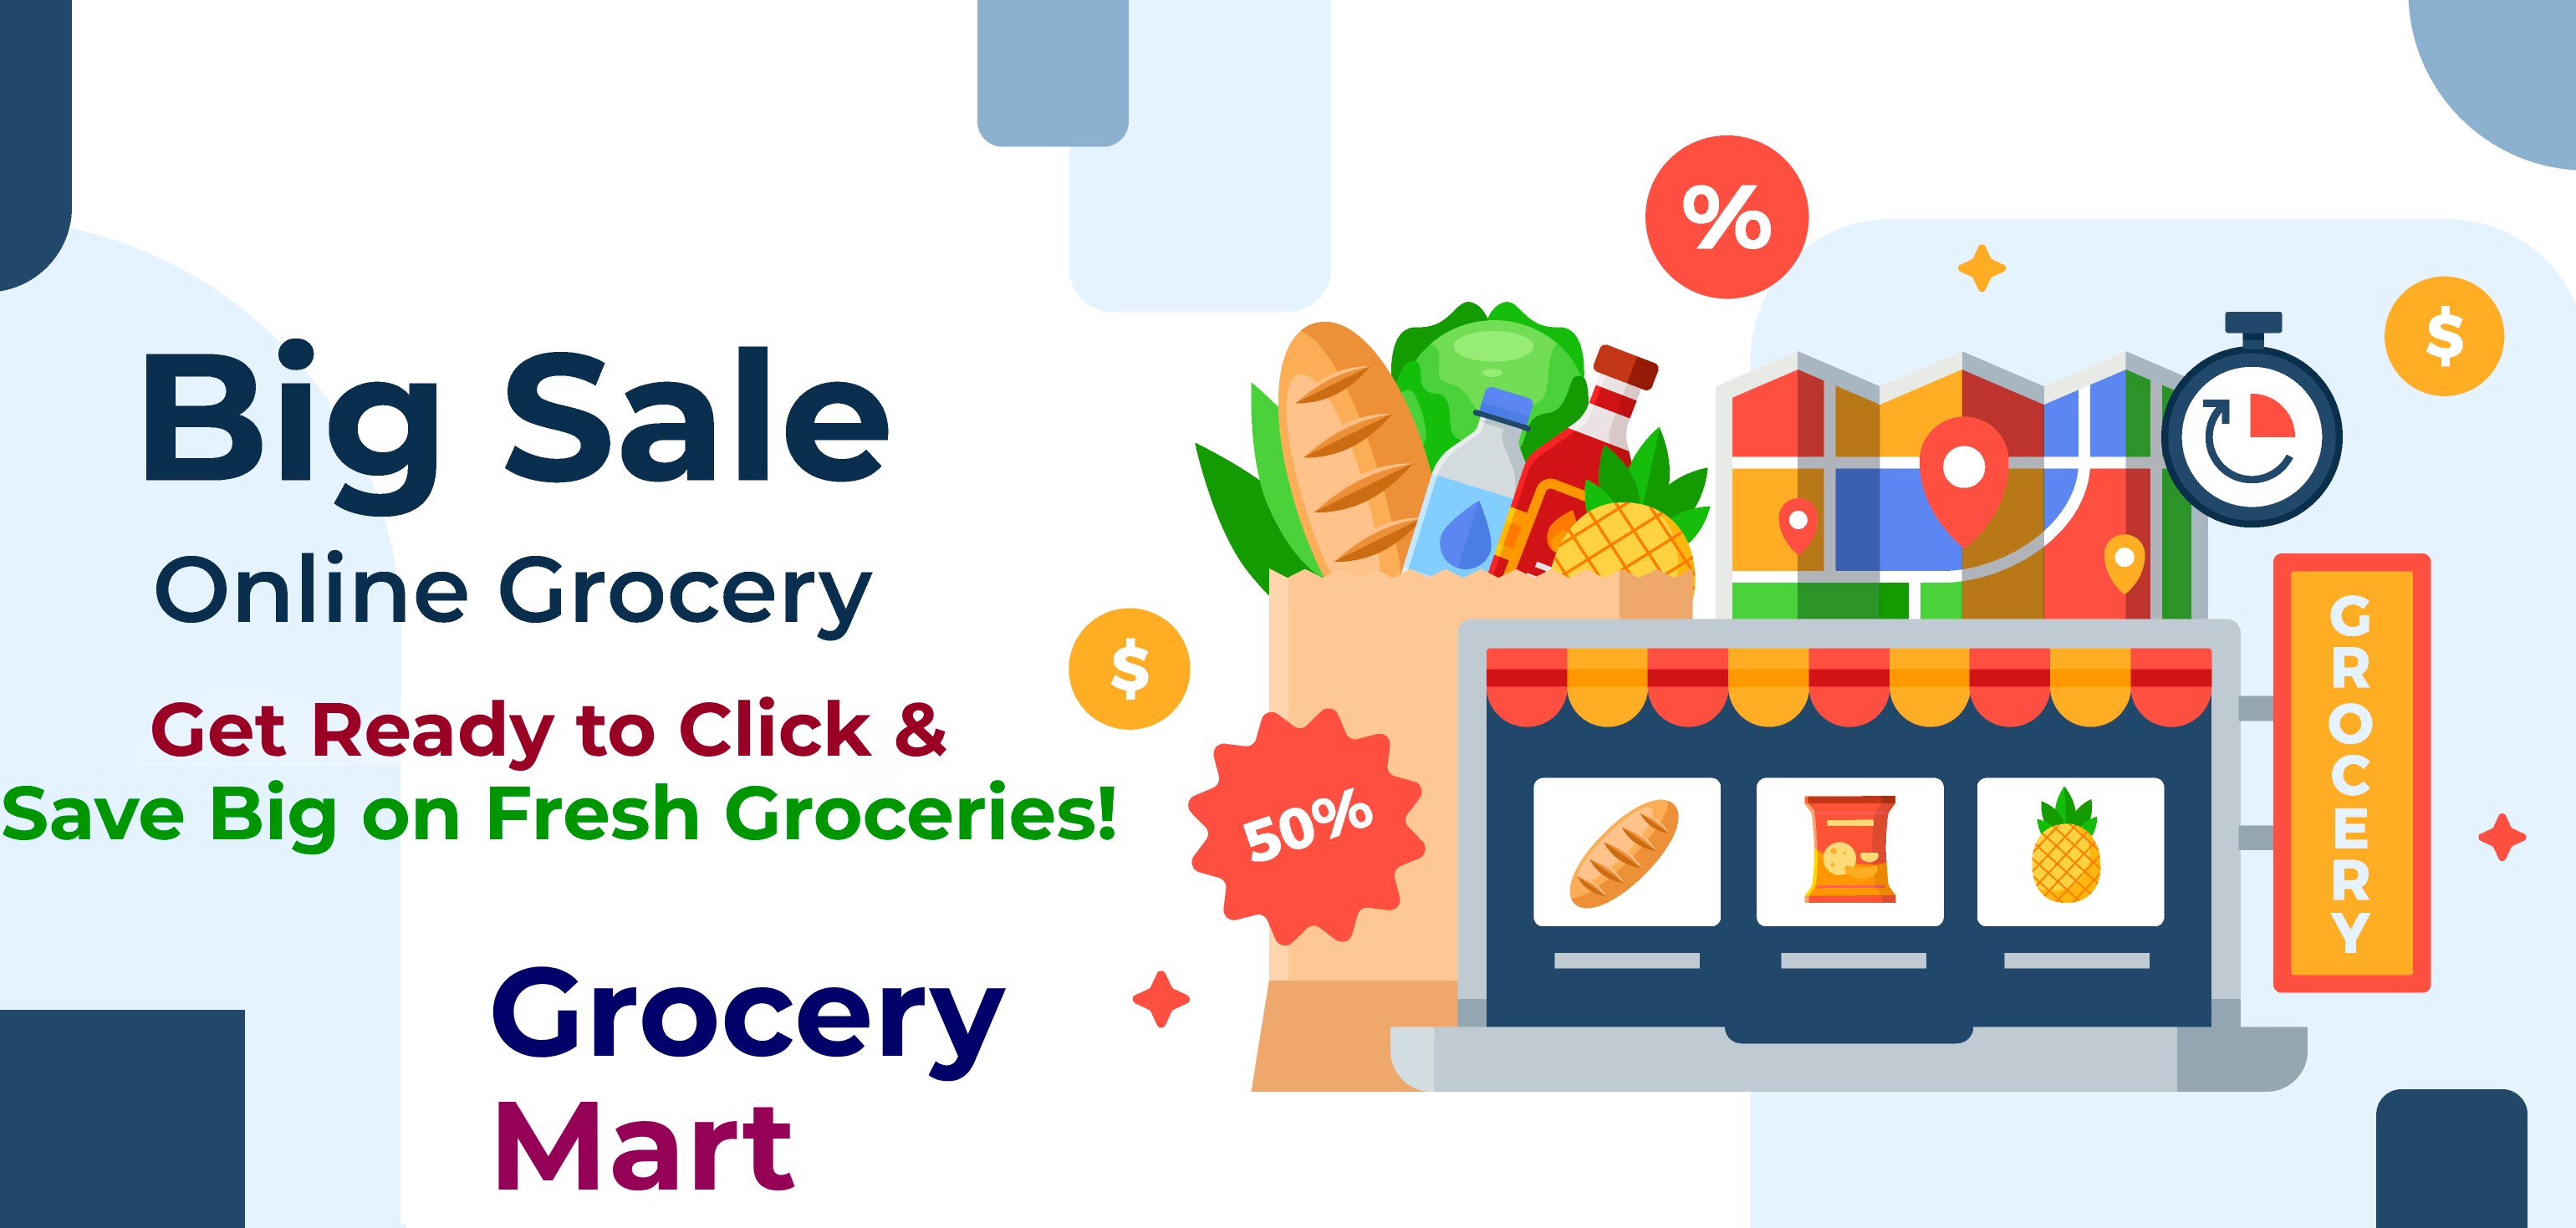 Big Sale
Online Grocery
Get Ready to Click &
Save Big on Fresh Groceries!
Grocery
Mart
%
$
$
50%
GROCERY